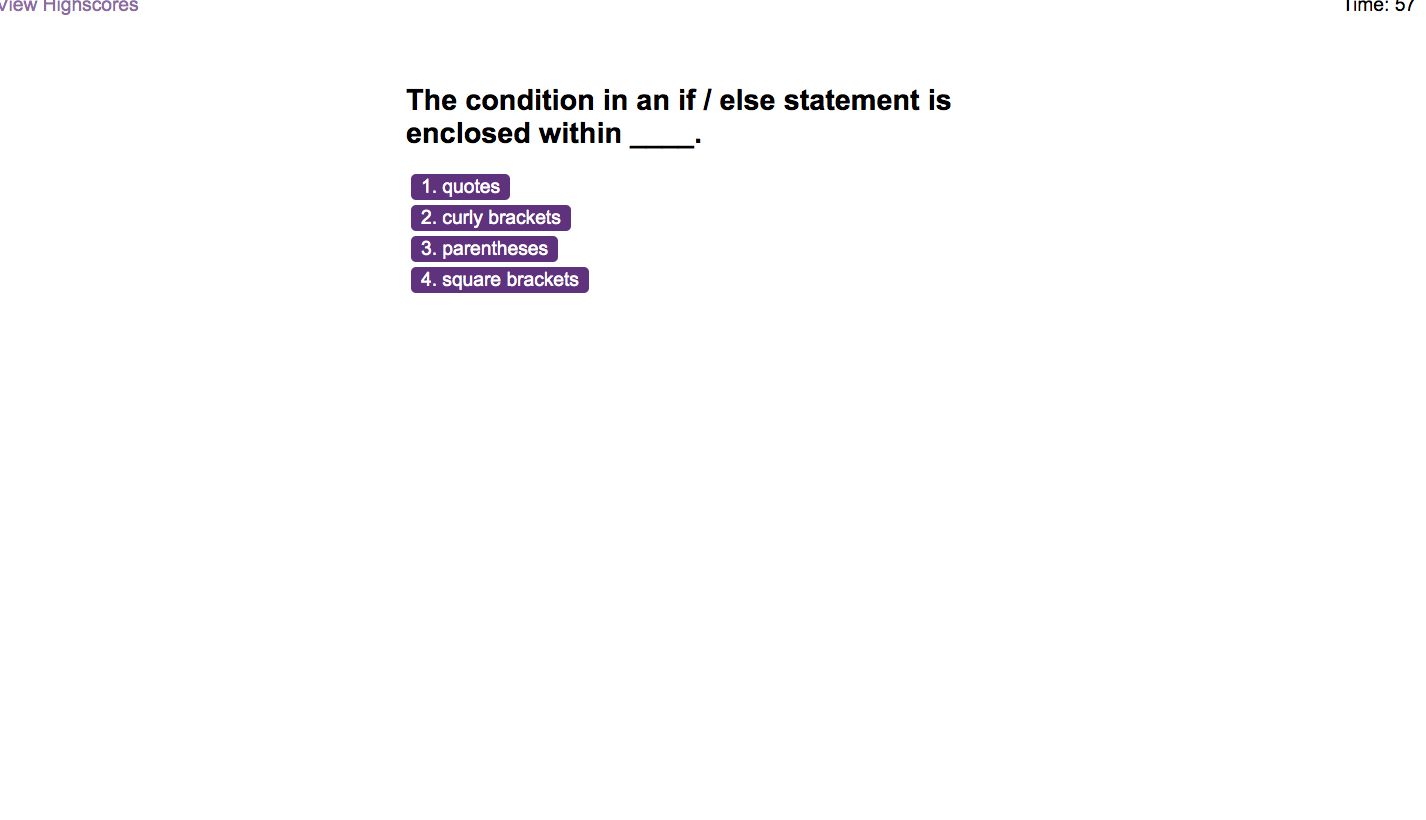 View Highscores
Time: 57
The condition in an if / else statement is
enclosed within ____.
1. quotes
2. curly brackets
3. parentheses
4. square brackets